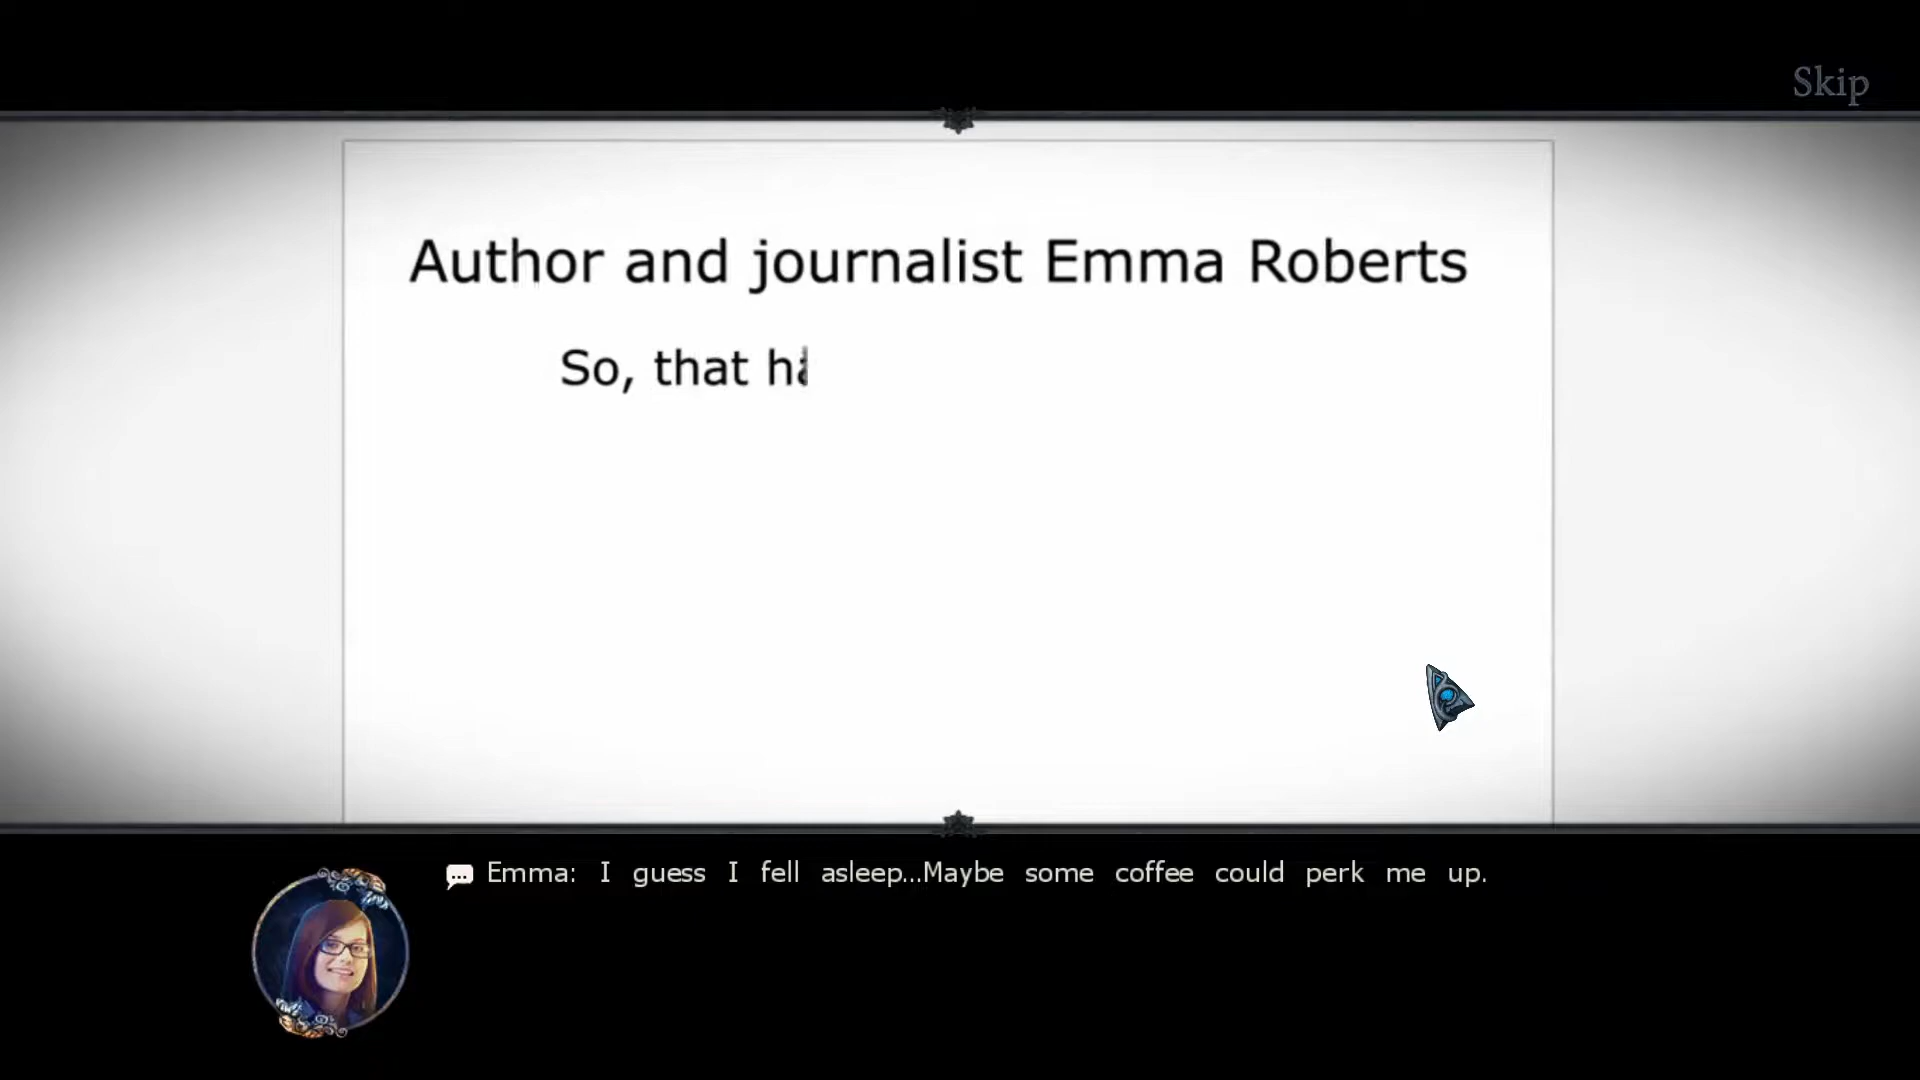 Skip
Author and journalist Emma Roberts
So, that ha
Emma: I guess I fell asleep...Maybe some coffee could perk me up.